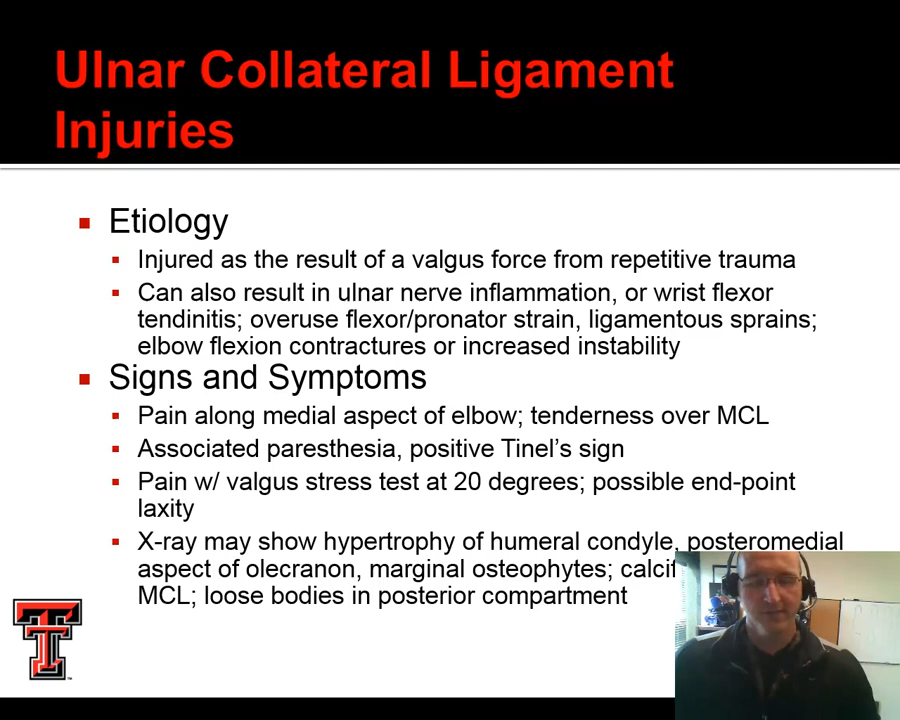 Ulnar Collateral Ligament
Injuries
Etiology
Injured as the result of a valgus force from repetitive trauma
Can also result in ulnar nerve inflammation, or wrist flexor
tendinitis; overuse flexor/pronator strain, ligamentous sprains;
elbow flexion contractures or increased instability
Signs and Symptoms
Pain along medial aspect of elbow; tenderness over MCL
Associated paresthesia, positive Tinel’s sign
Pain w/ valgus stress test at 20 degrees; possible end-point
laxity
X-ray may show hypertrophy of humeral condyle, posteromedial
aspect of olecranon, marginal osteophytes;
MCL; loose bodies in posterior compartment